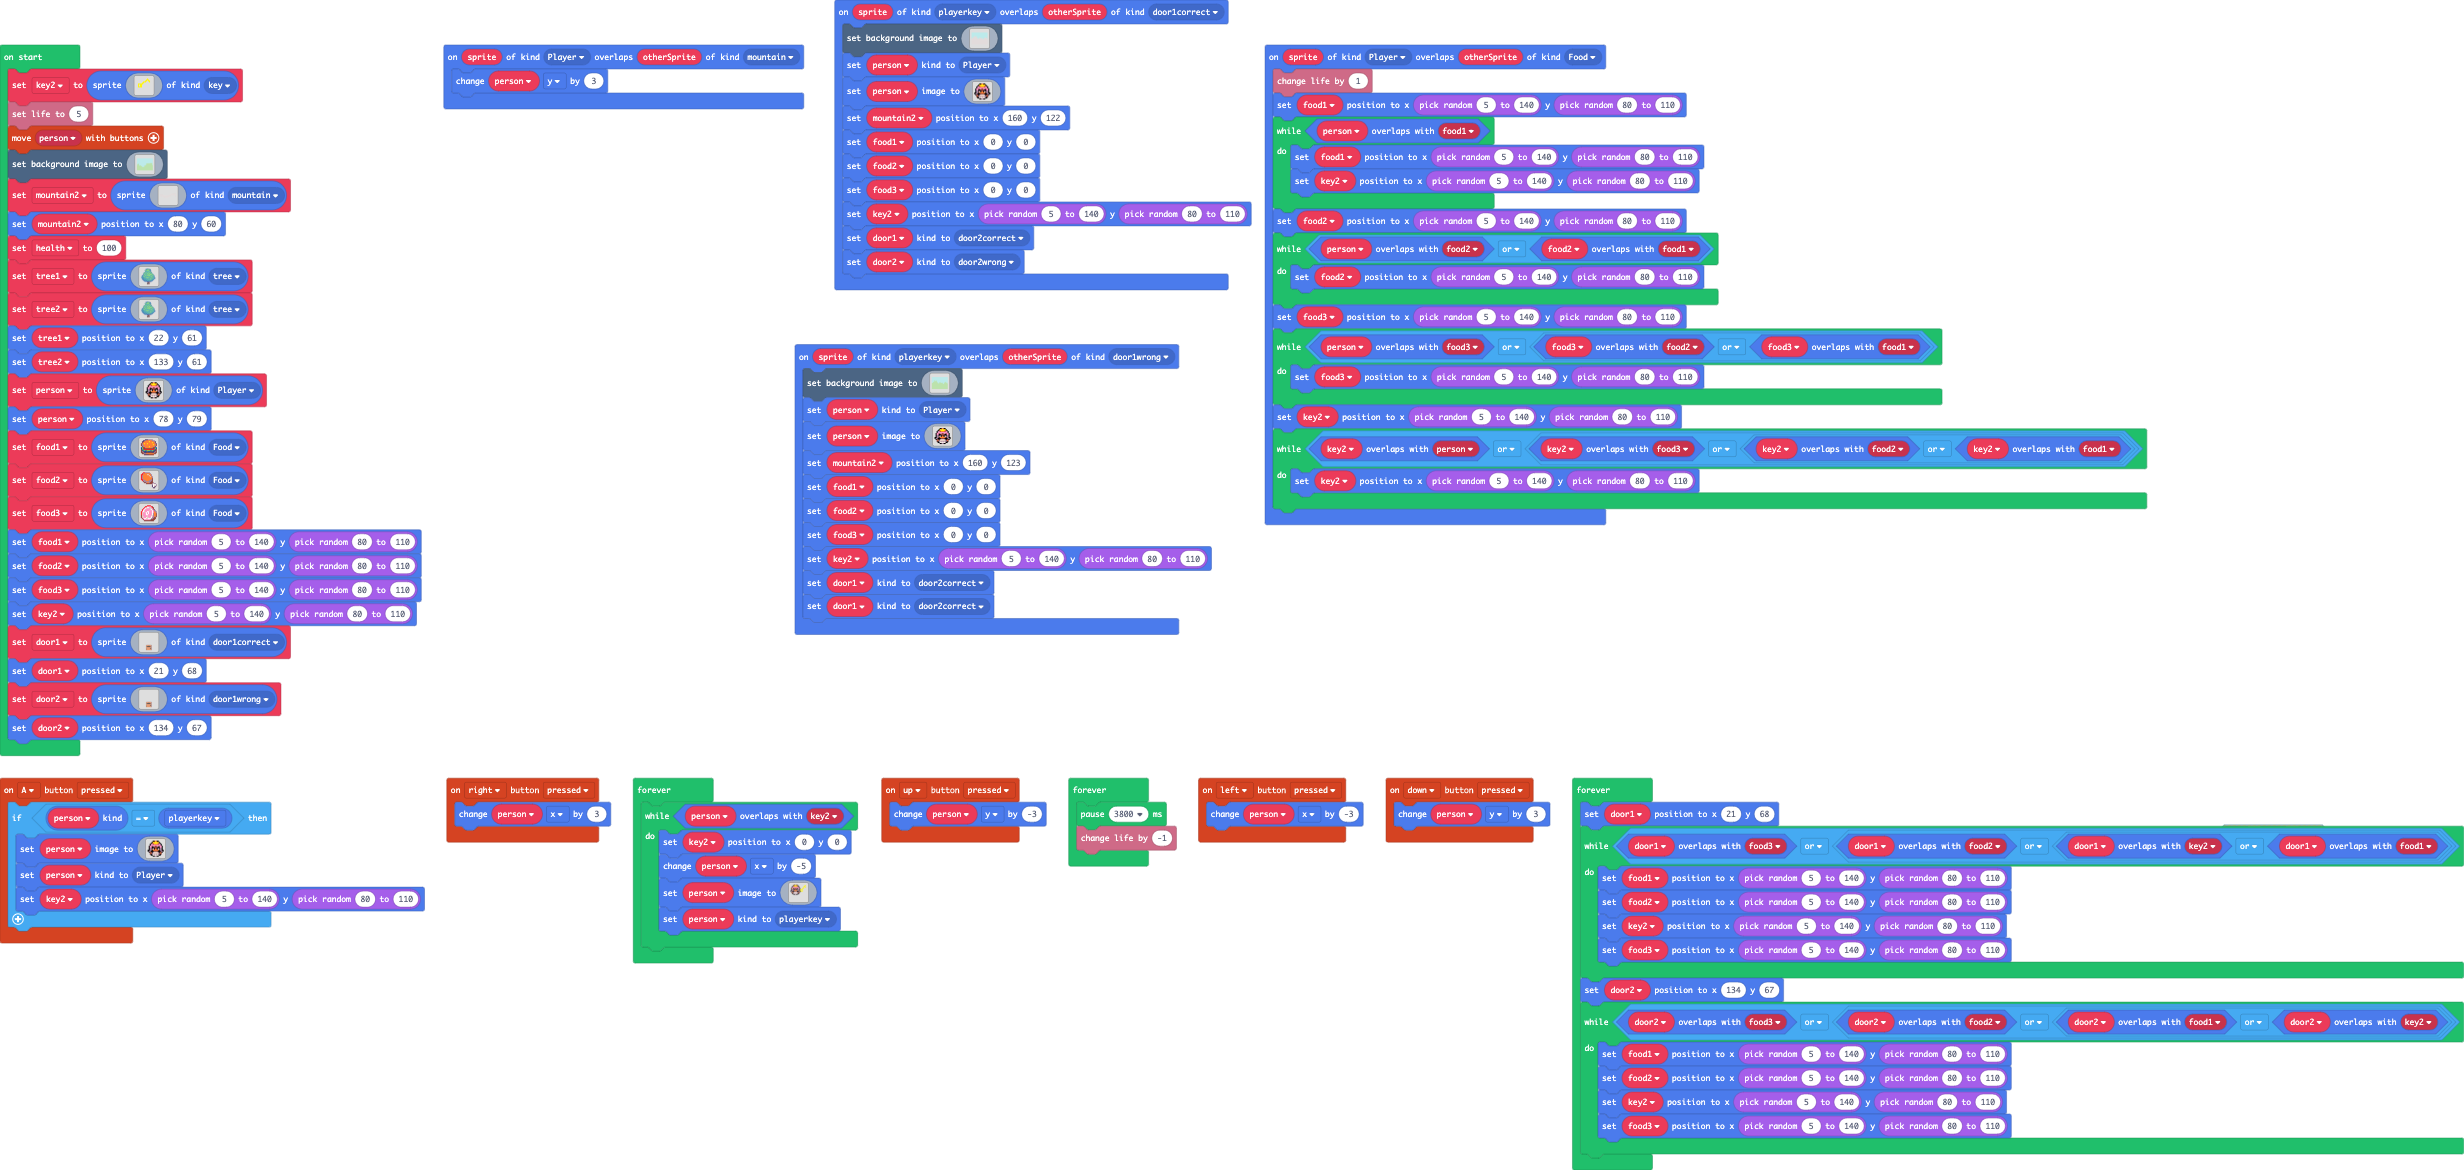 on start
set key2 to sprite of kind key
set life to 5
move person with buttons
set background image to
set mountain2 to sprite of kind mountain
set mountain2 position to x 80 y 60
set health to 100
set tree1 to sprite of kind tree
set tree2 to sprite of kind tree
set tree1 position to x 22 y 61
set tree2 position to x 133 y 61
set person to sprite of kind Player
set person position to x 78 y 79
set food1 to sprite of kind Food
set food2 to sprite of kind Food
set food3 to sprite of kind Food
set food1 position to x pick random 5 to 140 y pick random 80 to 110
set food2 position to x pick random 5 to 140 y pick random 80 to 110
set food3 position to x pick random 5 to 140 y pick random 80 to 110
set key2 position to x pick random 5 to 140 y pick random 80 to 110
set door1 to sprite of kind door1correct
set door1 position to x 21 y 68
set door2 to sprite of kind door1wrong
set door2 position to x 134 y 67
on sprite of kind Player overlaps otherSprite of kind mountain
change person y by 3
on sprite of kind playerkey overlaps otherSprite of kind door1correct
set background image to
set person kind to Player
set person image to
set mountain2 position to x 160 y 122
set food1 position to x 0 y 0
set food2 position to x 0 y 0
set food3 position to x 0 y 0
set key2 position to x pick random 5 to 140 y pick random 80 to 110
set door1 kind to door2correct
set door2 kind to door2wrong
on sprite of kind playerkey overlaps otherSprite of kind door1wrong
set background image to
set person kind to Player
set person image to
set mountain2 position to x 160 y 123
set food1 position to x 0 y 0
set food2 position to x 0 y 0
set food3 position to x 0 y 0
set key2 position to x pick random 5 to 140 y pick random 80 to 110
set door1 kind to door2correct
set door1 kind to door2correct
on sprite of kind Player overlaps otherSprite of kind Food
change life by 1
set food1 position to x pick random 5 to 140 y pick random 80 to 110
while person overlaps with food1
do
set food1 position to x pick random 5 to 140 y pick random 80 to 110
set key2 position to x pick random 5 to 140 y pick random 80 to 110
set food2 position to x pick random 5 to 140 y pick random 80 to 110
while person overlaps with food2 or food2 overlaps with food1
do
set food2 position to x pick random 5 to 140 y pick random 80 to 110
set food3 position to x pick random 5 to 140 y pick random 80 to 110
while person overlaps with food3 or food3 overlaps with food2 or food3 overlaps with food1
do
set food3 position to x pick random 5 to 140 y pick random 80 to 110
set key2 position to x pick random 5 to 140 y pick random 80 to 110
while key2 overlaps with person or key2 overlaps with food3 or key2 overlaps with food2 or key2 overlaps with food1
do
set key2 position to x pick random 5 to 140 y pick random 80 to 110
on A button pressed
if person kind = playerkey then
set person image to
set person kind to Player
set key2 position to x pick random 5 to 140 y pick random 80 to 110
on right button pressed
change person x by 3
forever
while person overlaps with key2
do
set key2 position to x 0 y 0
change person x by -5
set person image to
set person kind to playerkey
on up button pressed
change person y by -3
forever
pause 3800 ms
change life by -1
on left button pressed
change person x by -3
on down button pressed
change person y by 3
forever
set door1 position to x 21 y 68
while door1 overlaps with food3 or door1 overlaps with food2 or door1 overlaps with key2 or door1 overlaps with food1
do
set food1 position to x pick random 5 to 140 y pick random 80 to 110
set food2 position to x pick random 5 to 140 y pick random 80 to 110
set key2 position to x pick random 5 to 140 y pick random 80 to 110
set food3 position to x pick random 5 to 140 y pick random 80 to 110
set door2 position to x 134 y 67
while door2 overlaps with food3 or door2 overlaps with food2 or door2 overlaps with food1 or door2 overlaps with key2
do
set food1 position to x pick random 5 to 140 y pick random 80 to 110
set food2 position to x pick random 5 to 140 y pick random 80 to 110
set key2 position to x pick random 5 to 140 y pick random 80 to 110
set food3 position to x pick random 5 to 140 y pick random 80 to 110